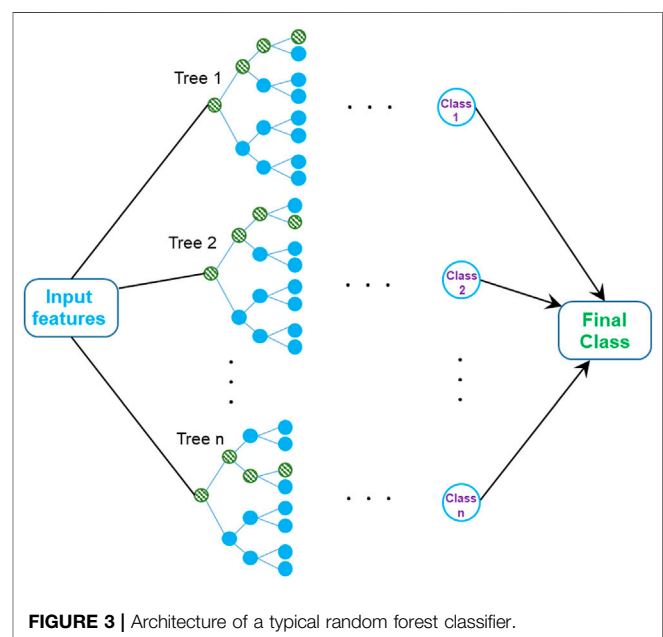 Tree 1
Class
1
Tree 2
Class
2
Input
features
Final
Class
Tree n
Class
n
FIGURE 3 | Architecture of a typical random forest classifier.